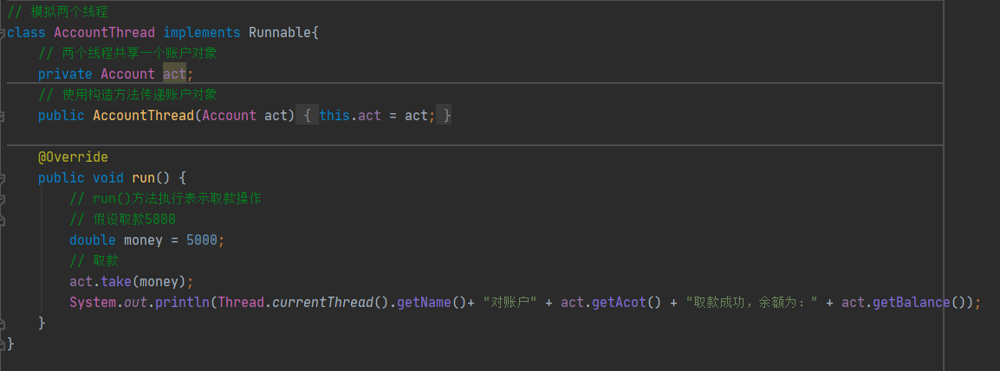 // 模拟两个线程
class AccountThread implements Runnable{
// 两个线程共享一个账户对象
private Account act;
// 使用构造方法传递账户对象
public AccountThread(Account act) { this.act = act; }
@Override
public void run() {
// run()方法执行表示取款操作
// 假设取款5000
double money = 5000;
// 取款
act.take(money);
System.out.println(Thread.currentThread().getName()+ "对账户" + act.getAcot() + "取款成功，余额为：" + act.getBalance());
}
}